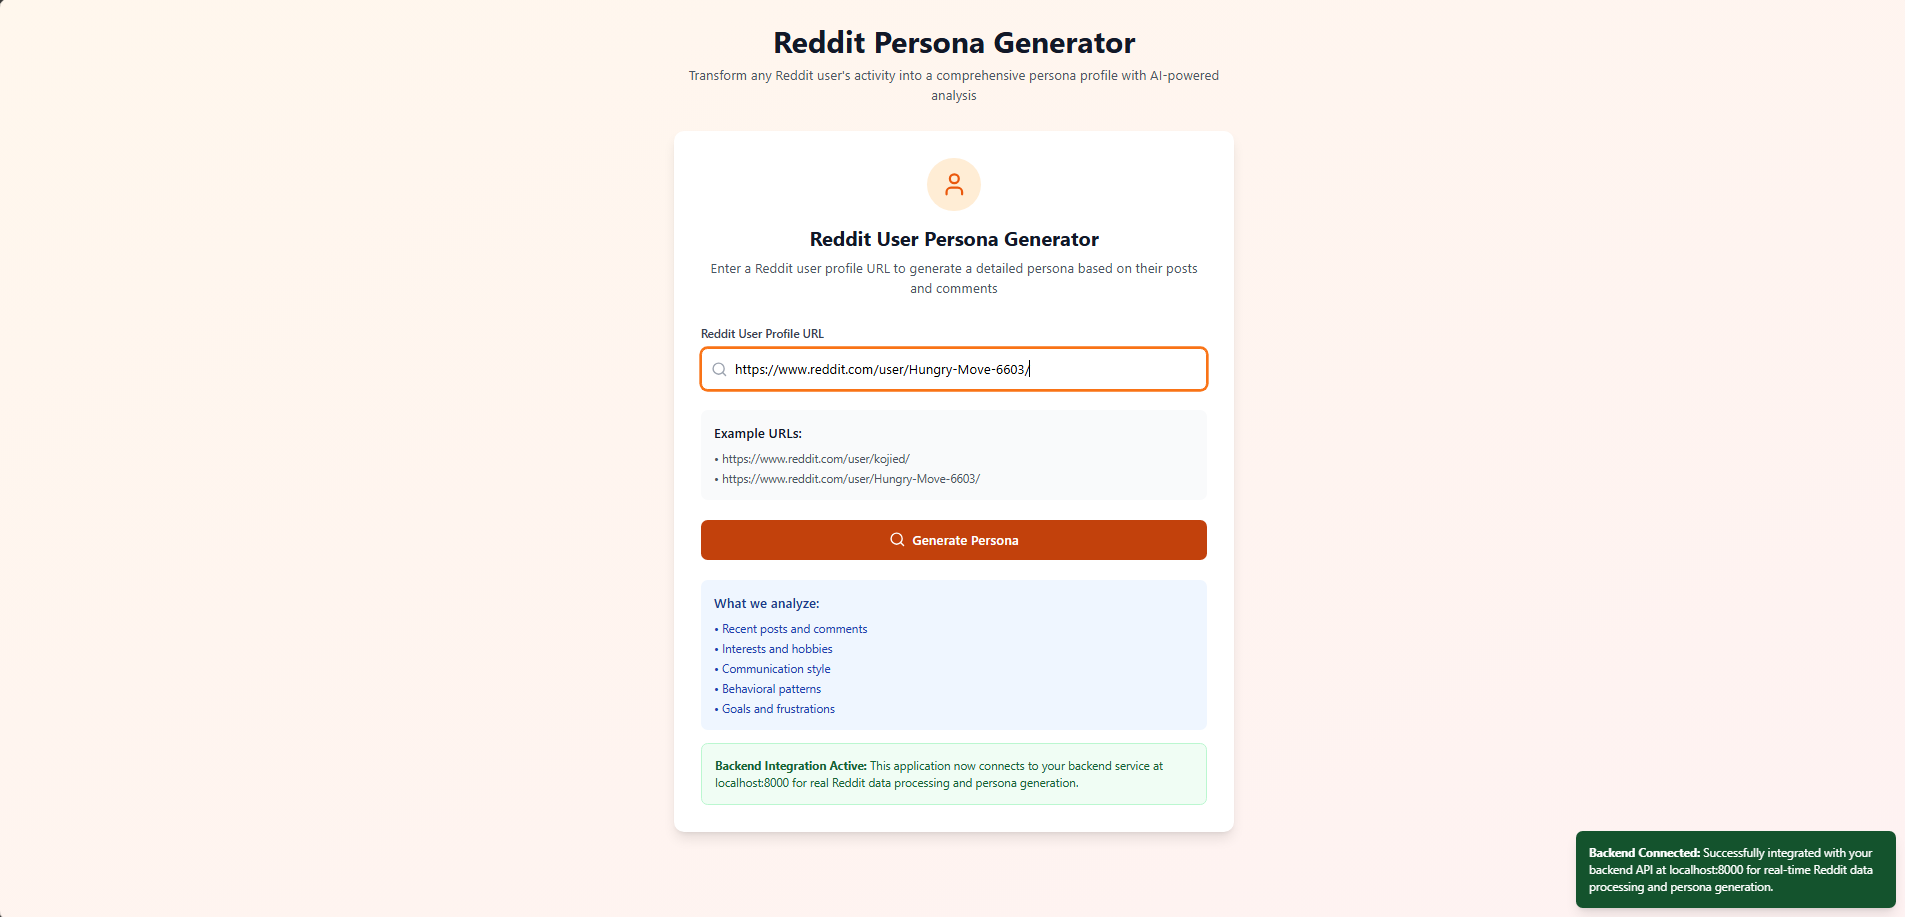 Reddit Persona Generator
Transform any Reddit user's activity into a comprehensive persona profile with AI-powered
analysis
Reddit User Persona Generator
Enter a Reddit user profile URL to generate a detailed persona based on their posts
and comments
Reddit User Profile URL
https://www.reddit.com/user/Hungry-Move-6603/
Example URLs:
• https://www.reddit.com/user/kojied/
• https://www.reddit.com/user/Hungry-Move-6603/
Generate Persona
What we analyze:
• Recent posts and comments
• Interests and hobbies
• Communication style
• Behavioral patterns
• Goals and frustrations
Backend Integration Active: This application now connects to your backend service at
localhost:8000 for real Reddit data processing and persona generation.
Backend Connected: Successfully integrated with your
backend API at localhost:8000 for real-time Reddit data
processing and persona generation.